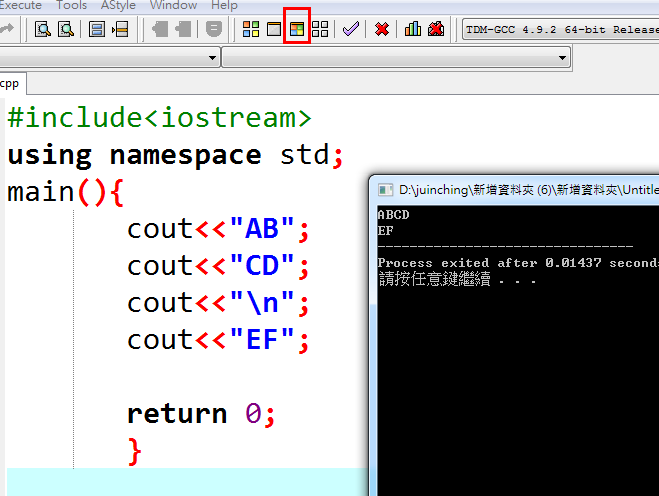 Execute Tools AStyle Window Help
TDM-GCC 4.9.2 64-bit Release
cpp
#include<iostream>
using namespace std;
main(){
cout<<"AB";
cout<<"CD";
cout<<"\n";
cout<<"EF";
return 0;
}
D:\juinching\新增資料夾 (6)\新增資料夾\Untitle
ABCD
EF
--------------------------------
Process exited after 0.01437 seconds
請按任意鍵繼續 . . .